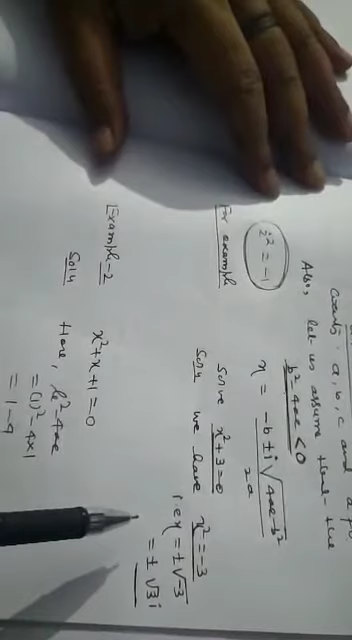 a, b, c and a ≠ 0
Also, let us assume that the
b² - 4ac < 0
i² = -1
x = -b ± i √4ac - b² / 2a
For example
Solve x² + 3 = 0
Soln we have x² = -3
i.e x = ± √-3
= ± √3 i
Example-2
x² + x + 1 = 0
Soln Here, b² - 4ac
= (1)² - 4×1
= 1 - 4